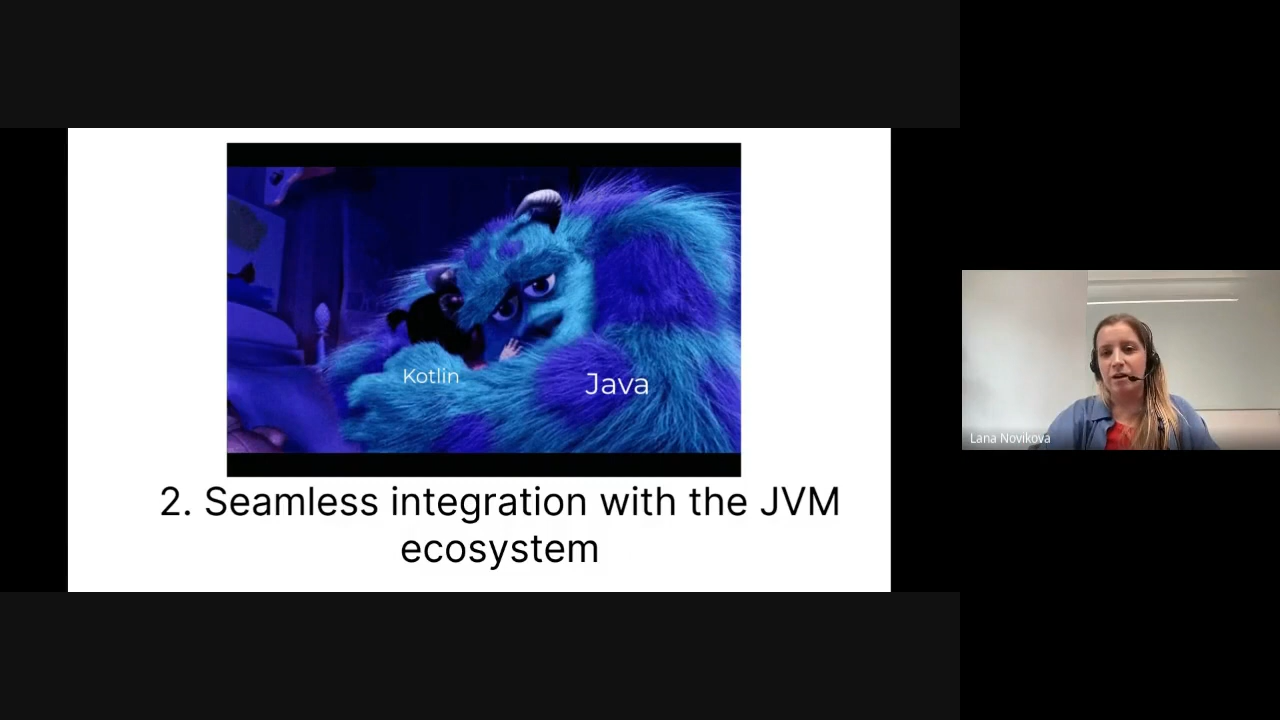 Kotlin
Java
2. Seamless integration with the JVM
ecosystem
Lana Novikova